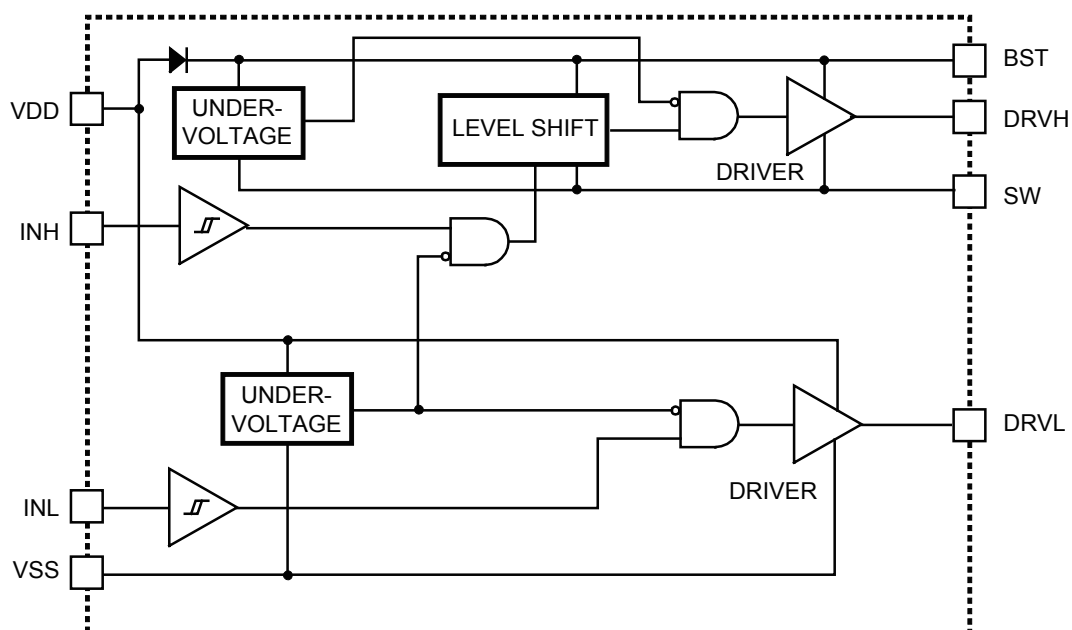 BST
VDD
UNDER-
VOLTAGE
LEVEL SHIFT
DRVH
DRIVER
SW
INH
UNDER-
VOLTAGE
DRVL
DRIVER
INL
VSS